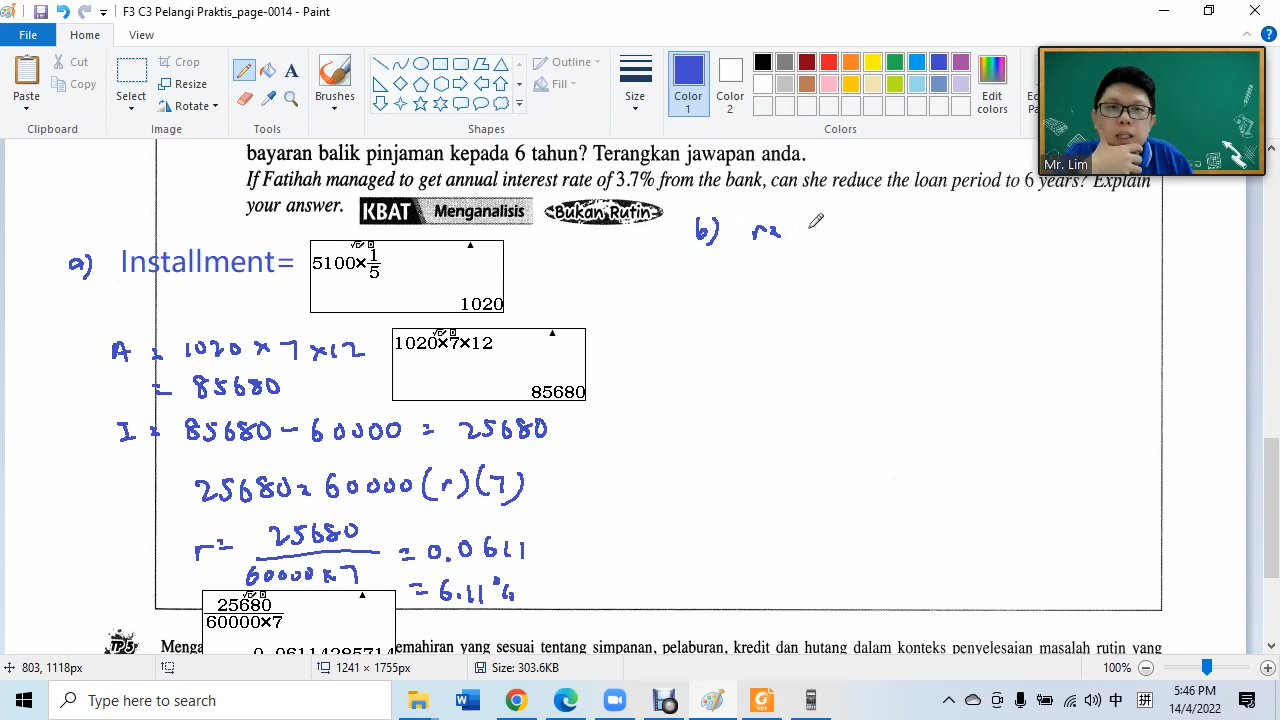 F3 C3 Pelangi Praktis_page-0014 - Paint
File Home View
Paste Cut Copy Clipboard
Select Crop Resize Rotate Image
Tools
Brushes
Shapes Outline Fill
Size
Color 1 Color 2 Edit colors
Colors
Mr. Lim
bayaran balik pinjaman kepada 6 tahun? Terangkan jawapan anda.
If Fatihah managed to get annual interest rate of 3.7% from the bank, can she reduce the loan period to 6 years? Explain
your answer. KBAT Menganalisis Bukan Rutin
b) r=
a) Installment= 5100×1/5
1020
A = 1020 × 7 × 12
1020×7×12
= 85680
85680
I = 85680 - 60000 = 25680
25680 = 60000 (r)(7)
r = 25680 / 60000 × 7 = 0.0611
= 6.11%
25680
60000×7
0.06114285714
TP5 Menga emahiran yang sesuai tentang simpanan, pelaburan, kredit dan hutang dalam konteks penyelesaian masalah rutin yang
803, 1118px 1241 × 1755px Size: 303.6KB 100%
Type here to search
中 拼 5:46 PM
14/4/2022